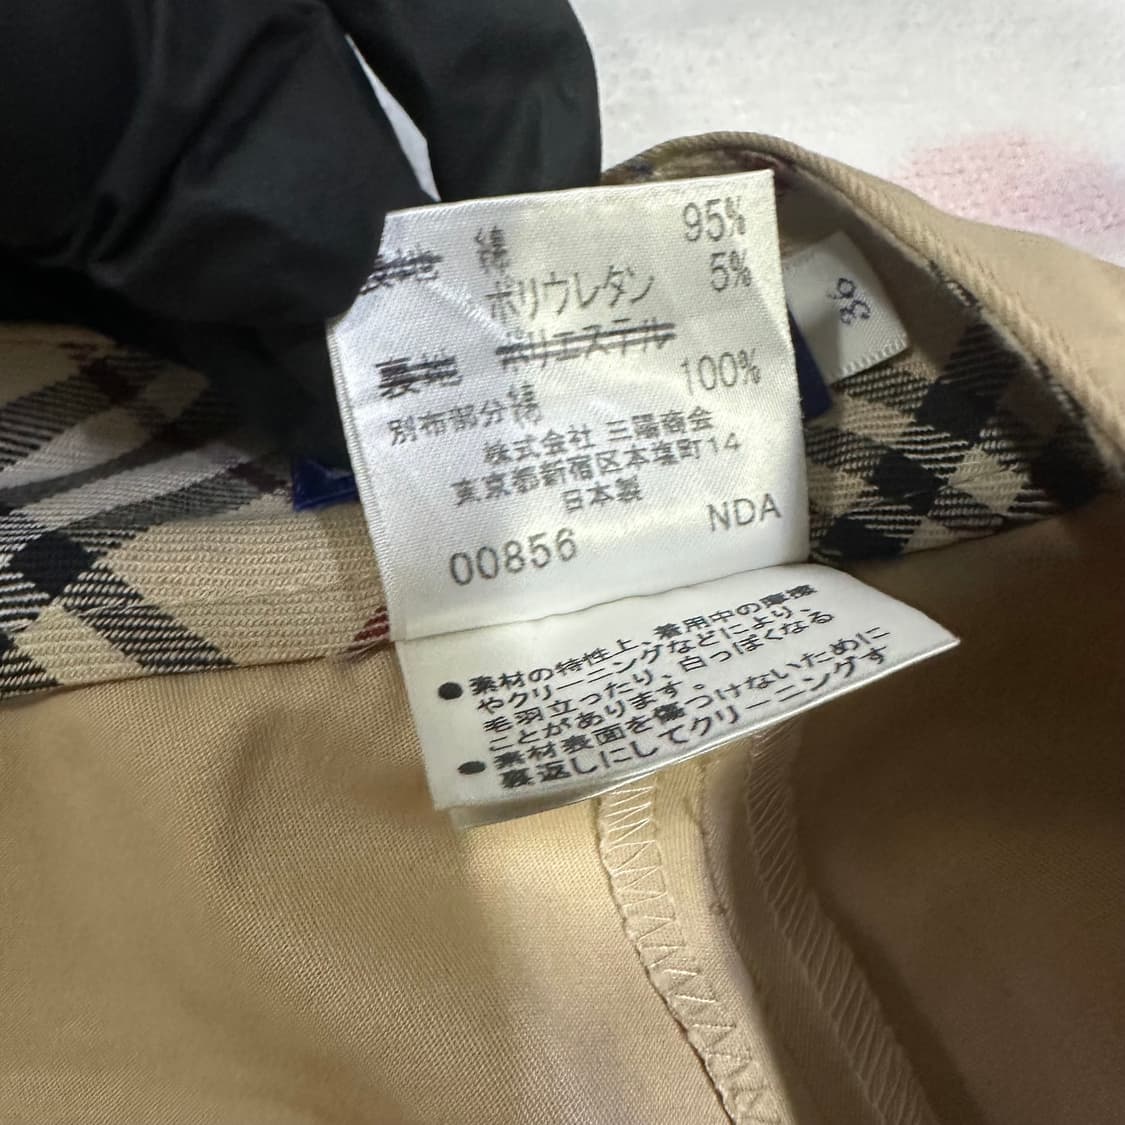 表地 綿 95%
ポリウレタン 5%
ポリエステル
裏地
別布部分 綿 100%
株式会社 三陽商会
東京都新宿区本塩町14
日本製
00856 NDA
36
●素材の特性上、着用中の摩擦
やクリーニングなどにより、
毛羽立ったり、白っぽくなる
ことがあります。
●素材表面を傷つけないために
裏返しにしてクリーニングす